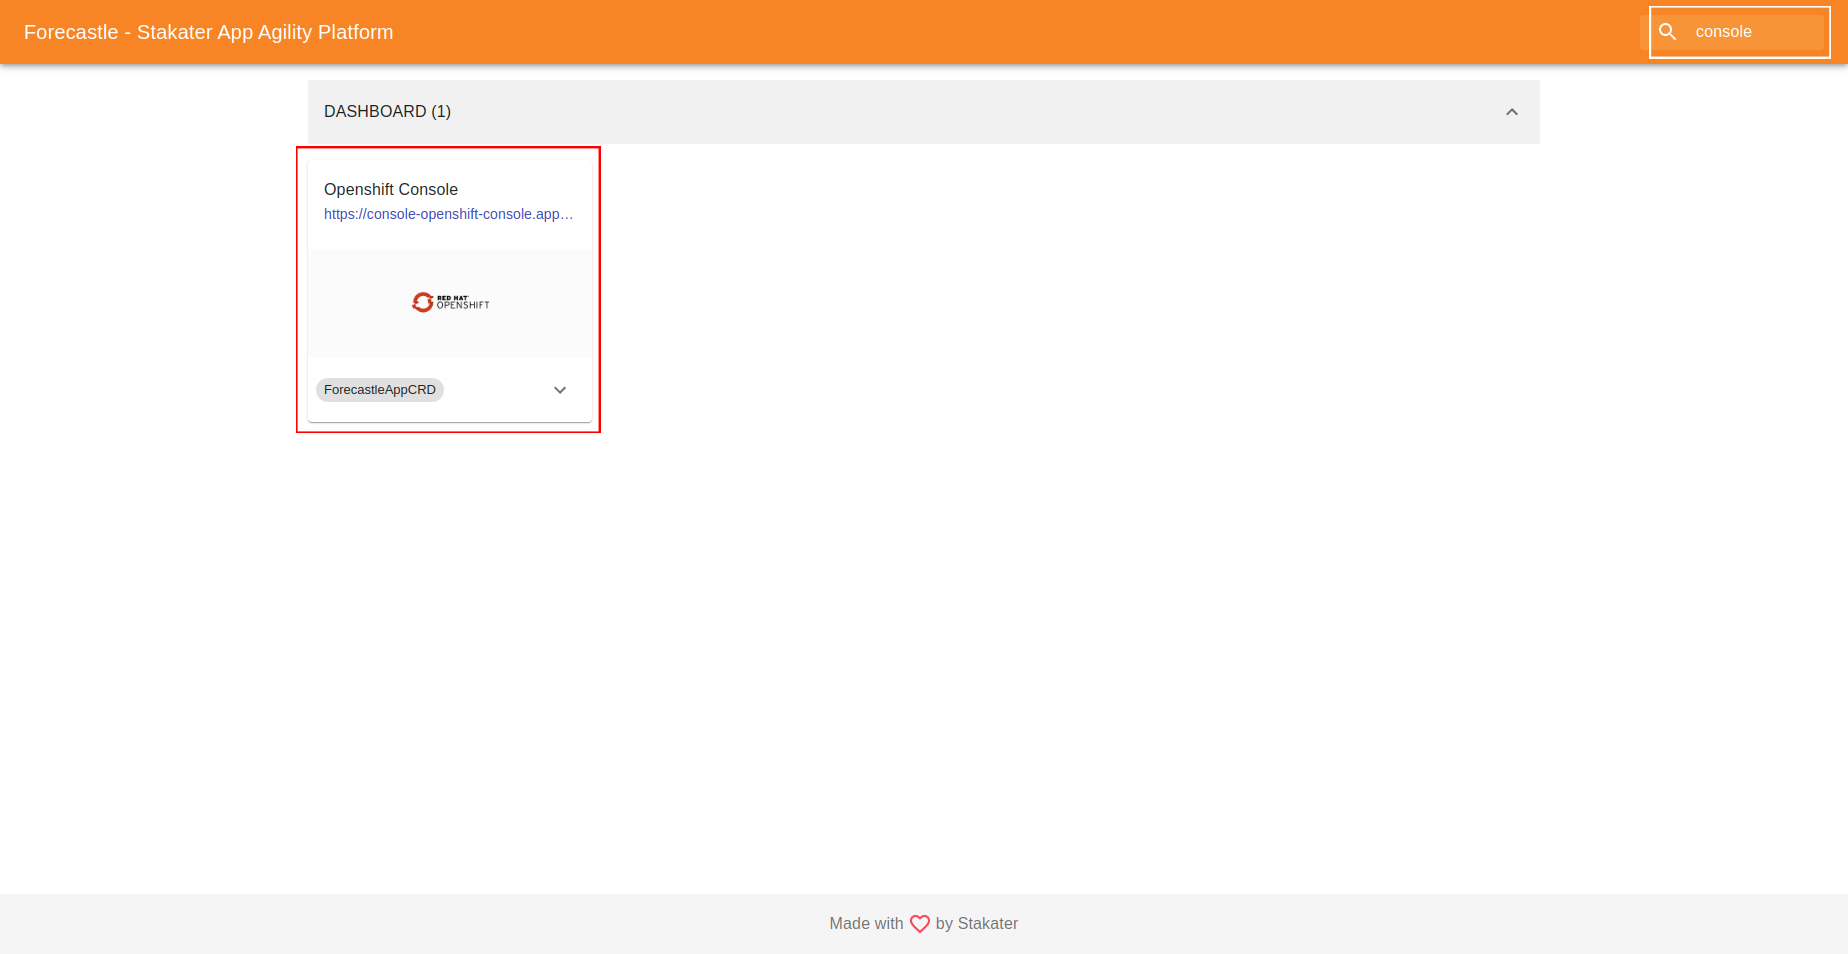 Forecastle - Stakater App Agility Platform
console
DASHBOARD (1)
Openshift Console
https://console-openshift-console.app…
RED HAT
OPENSHIFT
ForecastleAppCRD
Made with by Stakater